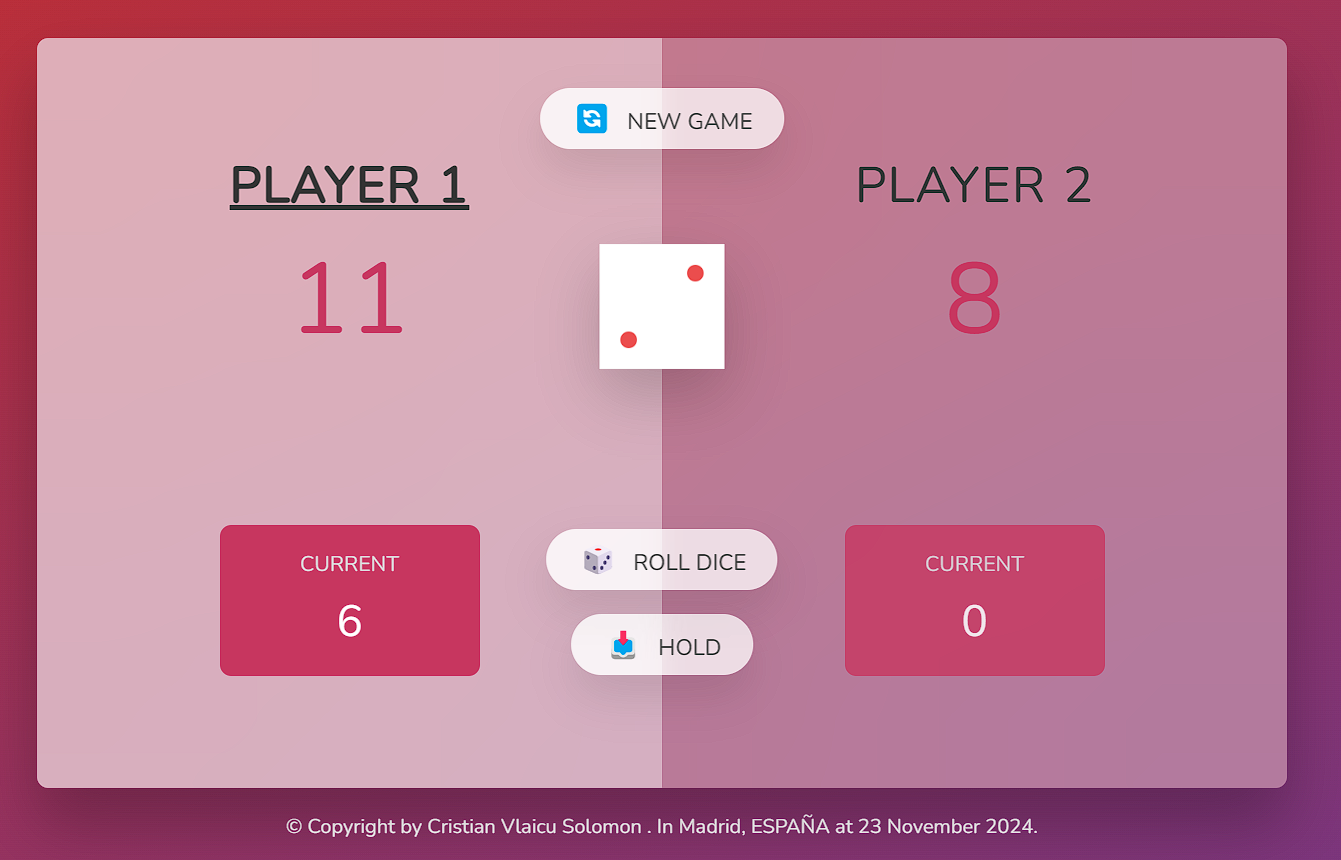 NEW GAME
PLAYER 1
PLAYER 2
11
8
CURRENT
6
ROLL DICE
HOLD
CURRENT
0
© Copyright by Cristian Vlaicu Solomon . In Madrid, ESPAÑA at 23 November 2024.